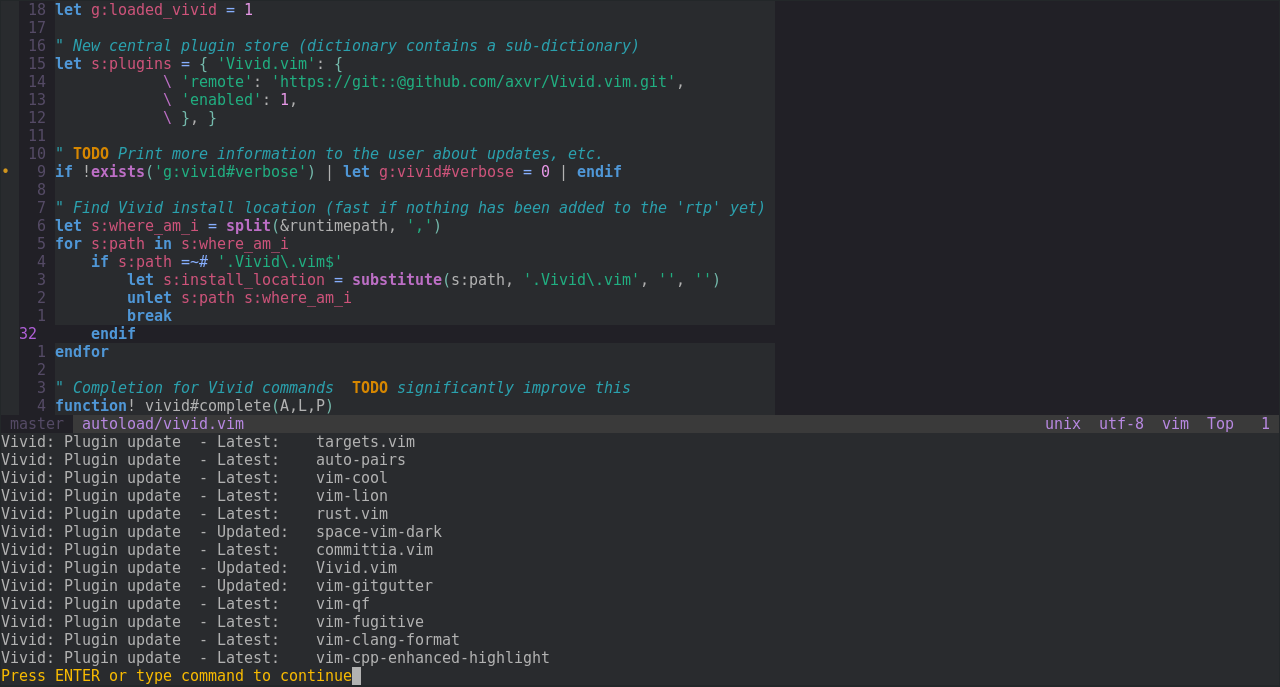 18 let g:loaded_vivid = 1
17
16 " New central plugin store (dictionary contains a sub-dictionary)
15 let s:plugins = { 'Vivid.vim': {
14             \ 'remote': 'https://git::@github.com/axvr/Vivid.vim.git',
13             \ 'enabled': 1,
12             \ }, }
11
10 " TODO Print more information to the user about updates, etc.
• 9 if !exists('g:vivid#verbose') | let g:vivid#verbose = 0 | endif
8
7 " Find Vivid install location (fast if nothing has been added to the 'rtp' yet)
6 let s:where_am_i = split(&runtimepath, ',')
5 for s:path in s:where_am_i
4     if s:path =~# '.Vivid\.vim$'
3         let s:install_location = substitute(s:path, '.Vivid\.vim', '', '')
2         unlet s:path s:where_am_i
1         break
32     endif
1 endfor
2
3 " Completion for Vivid commands  TODO significantly improve this
4 function! vivid#complete(A,L,P)
master  autoload/vivid.vim  unix  utf-8  vim  Top  1
Vivid: Plugin update  - Latest:    targets.vim
Vivid: Plugin update  - Latest:    auto-pairs
Vivid: Plugin update  - Latest:    vim-cool
Vivid: Plugin update  - Latest:    vim-lion
Vivid: Plugin update  - Latest:    rust.vim
Vivid: Plugin update  - Updated:   space-vim-dark
Vivid: Plugin update  - Latest:    committia.vim
Vivid: Plugin update  - Updated:   Vivid.vim
Vivid: Plugin update  - Updated:   vim-gitgutter
Vivid: Plugin update  - Latest:    vim-qf
Vivid: Plugin update  - Latest:    vim-fugitive
Vivid: Plugin update  - Latest:    vim-clang-format
Vivid: Plugin update  - Latest:    vim-cpp-enhanced-highlight
Press ENTER or type command to continue